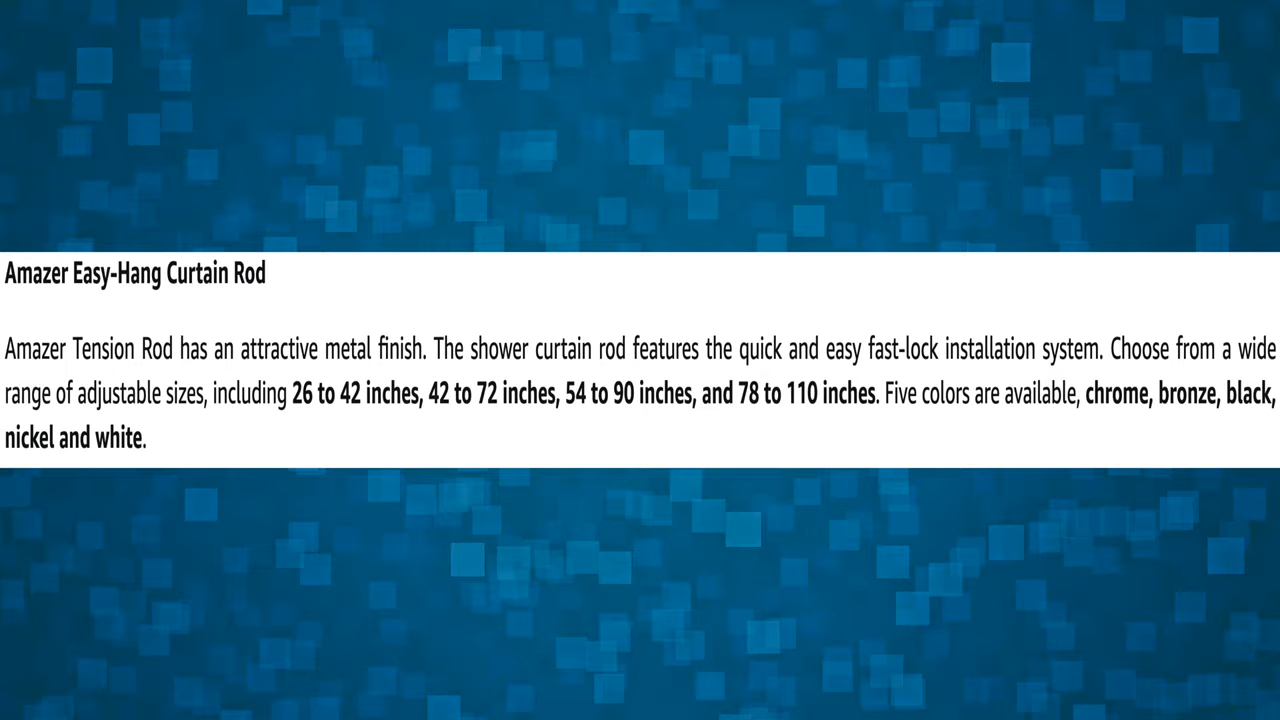 Amazer Easy-Hang Curtain Rod
Amazer Tension Rod has an attractive metal finish. The shower curtain rod features the quick and easy fast-lock installation system. Choose from a wide
range of adjustable sizes, including 26 to 42 inches, 42 to 72 inches, 54 to 90 inches, and 78 to 110 inches. Five colors are available, chrome, bronze, black,
nickel and white.